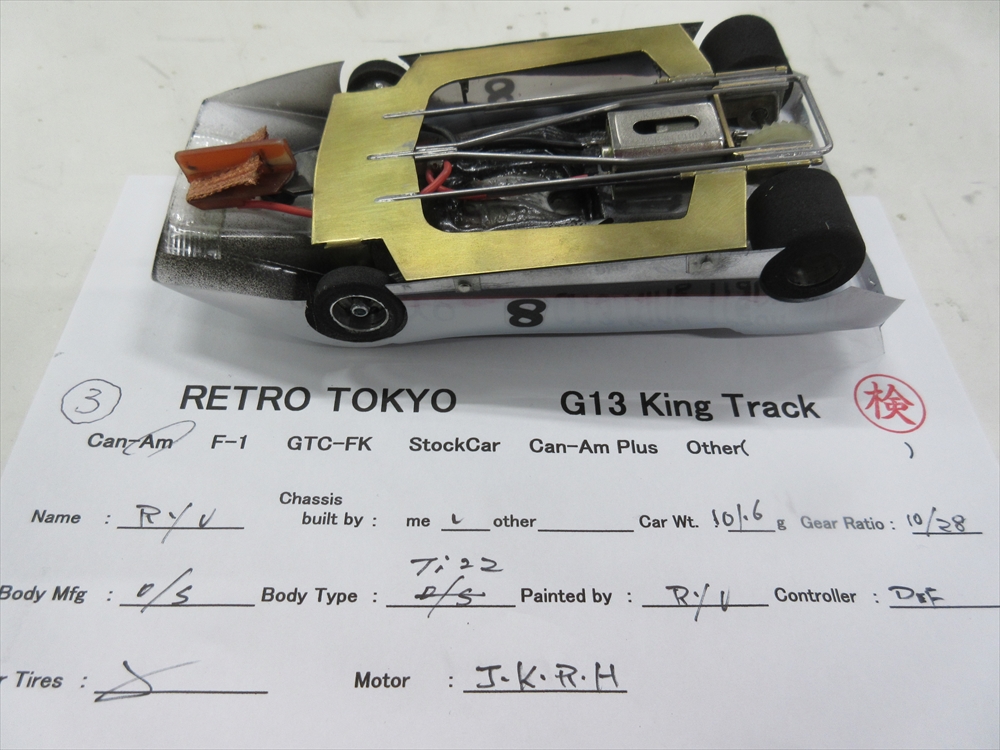 8
8
3 RETRO TOKYO G13 King Track 検
Can-Am F-1 GTC-FK StockCar Can-Am Plus Other( )
Name : R・/U Chassis built by : me other Car Wt. 101.6 g Gear Ratio : 10/28
Ti22
Body Mfg : O/S Body Type : O/S Painted by : R・/U Controller :
Tires : Motor : J.K.R.H